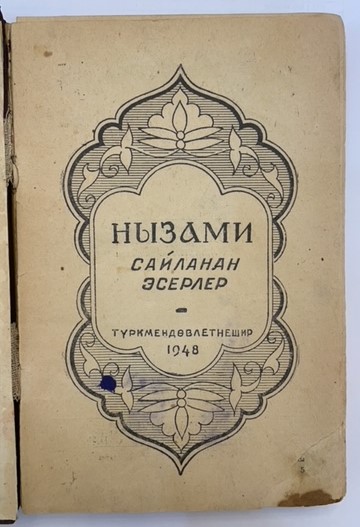 НЫЗАМИ
САЙЛАНАН
ЭСЕРЛЕР
ТҮРКМЕНДӨВЛЕТНЕШИР
1948